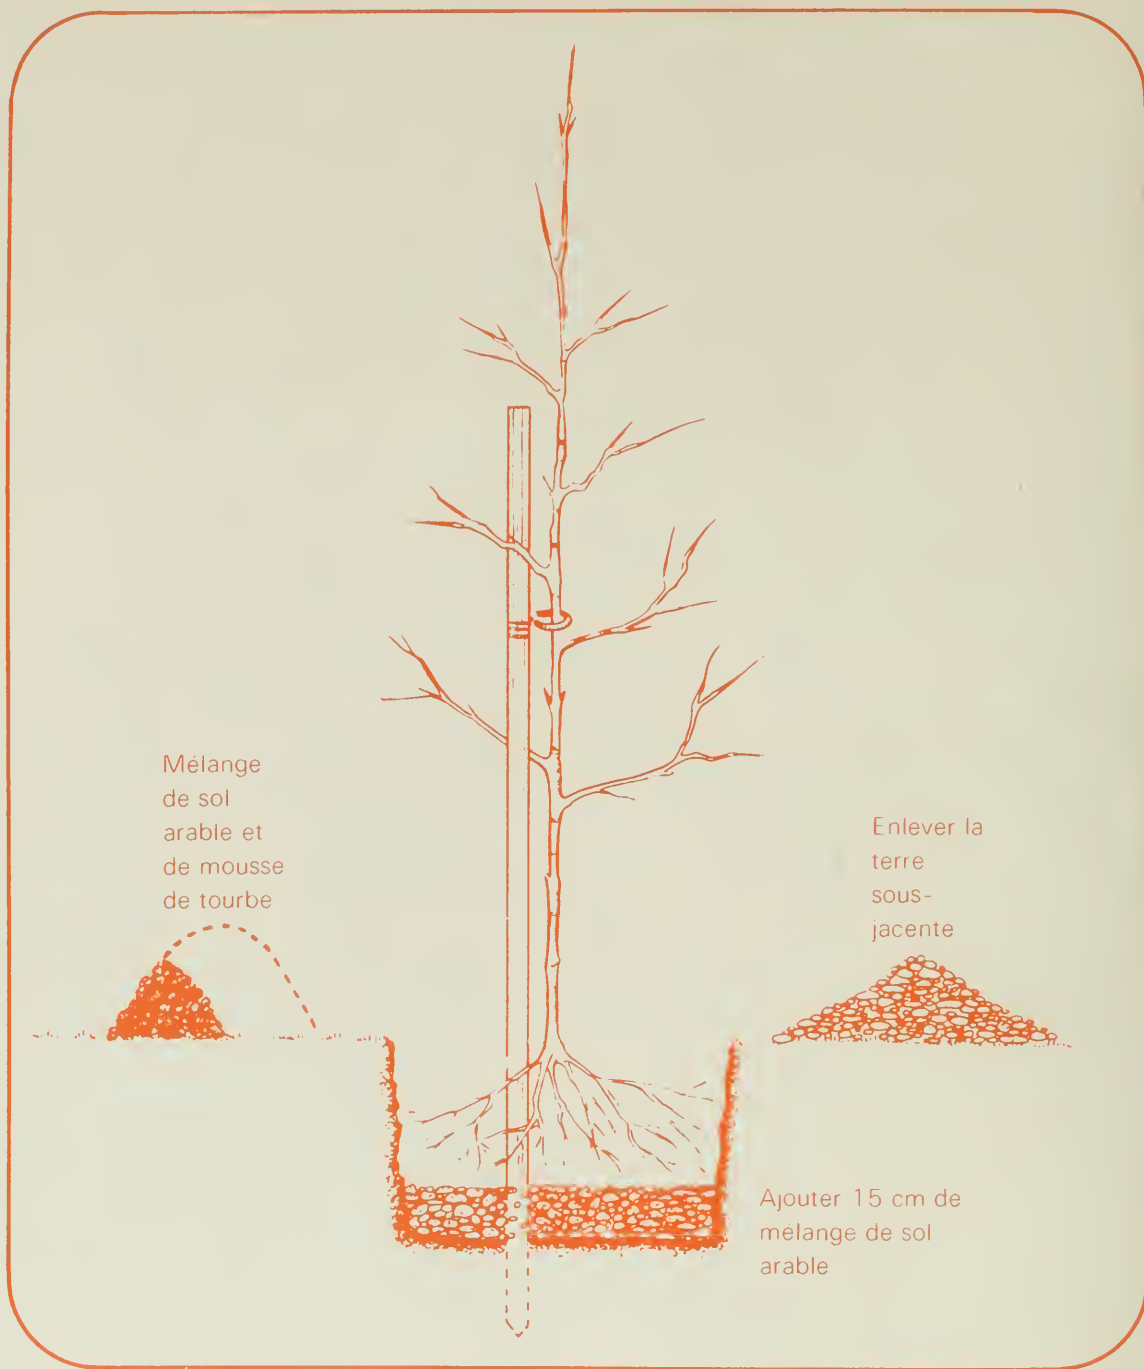 Mélange
de sol
arable et
de mousse
de tourbe
Enlever la
terre
sous-
jacente
Ajouter 15 cm de
mélange de sol
arable